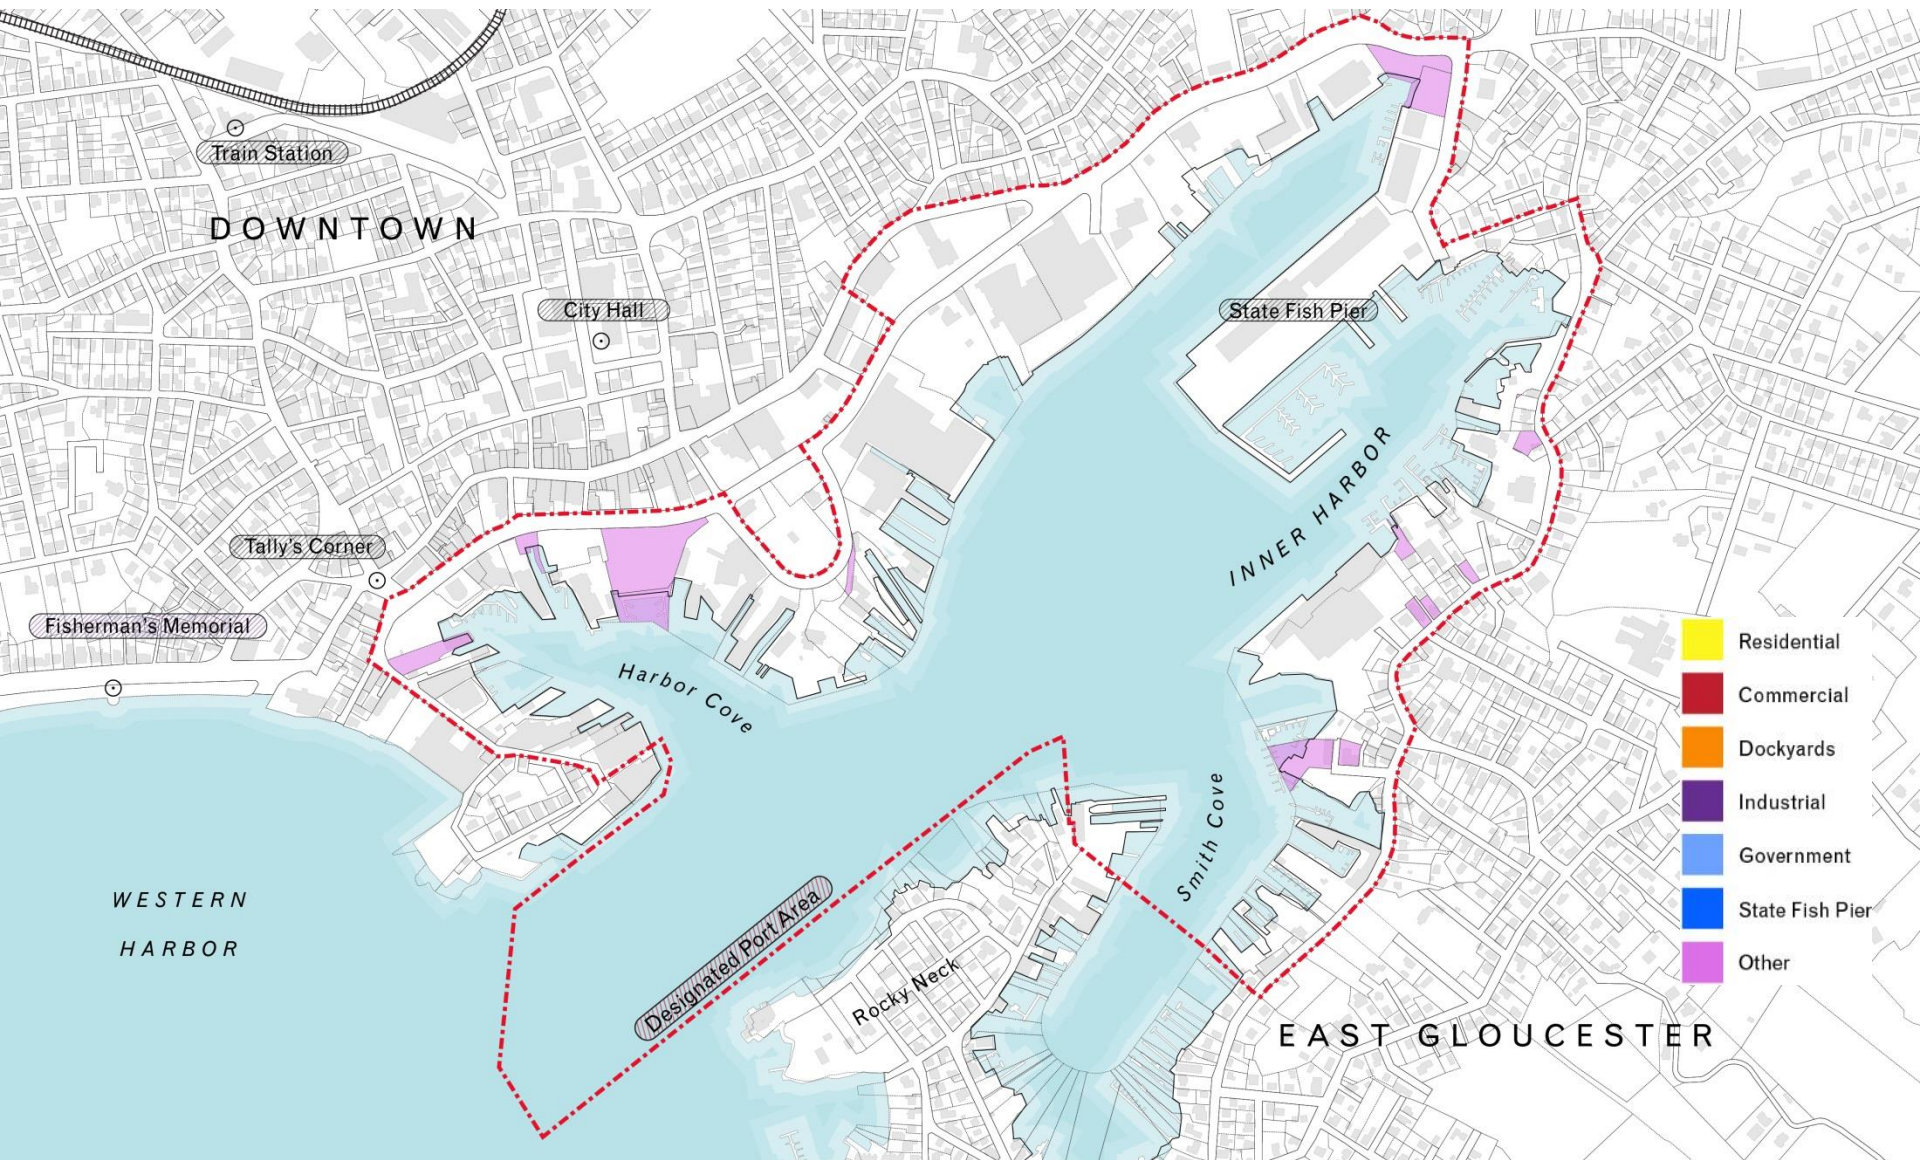 Train Station
DOWNTOWN
City Hall
State Fish Pier
INNER HARBOR
Tally's Corner
Fisherman's Memorial
Harbor Cove
Smith Cove
WESTERN
HARBOR
Designated Port Area
Rocky Neck
EAST GLOUCESTER
Residential
Commercial
Dockyards
Industrial
Government
State Fish Pier
Other